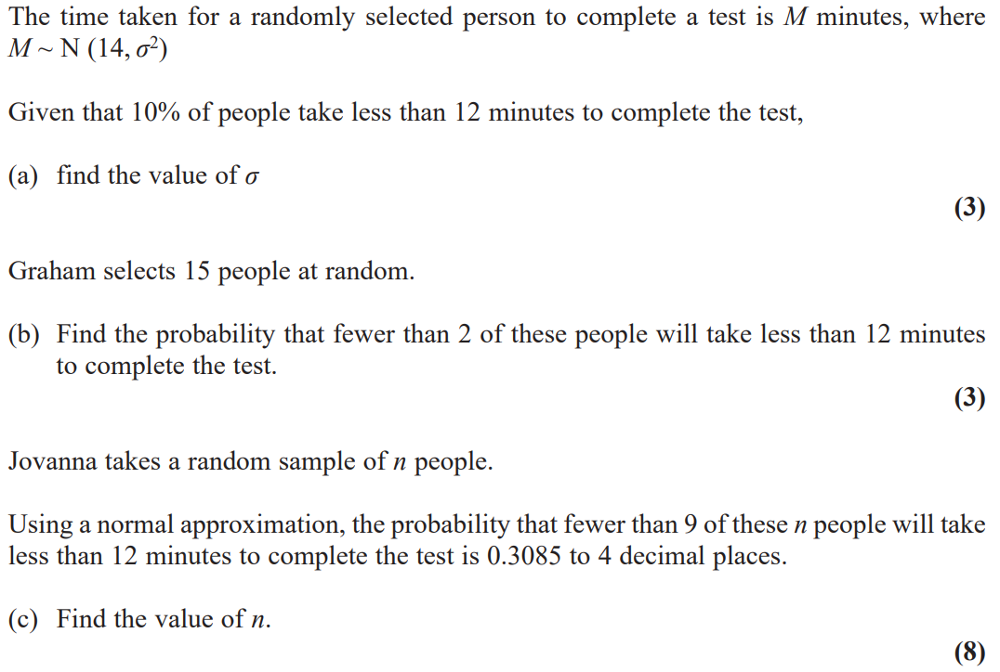 The time taken for a randomly selected person to complete a test is M minutes, where
M ~ N (14, σ²)
Given that 10% of people take less than 12 minutes to complete the test,
(a) find the value of σ
(3)
Graham selects 15 people at random.
(b) Find the probability that fewer than 2 of these people will take less than 12 minutes
to complete the test.
(3)
Jovanna takes a random sample of n people.
Using a normal approximation, the probability that fewer than 9 of these n people will take
less than 12 minutes to complete the test is 0.3085 to 4 decimal places.
(c) Find the value of n.
(8)